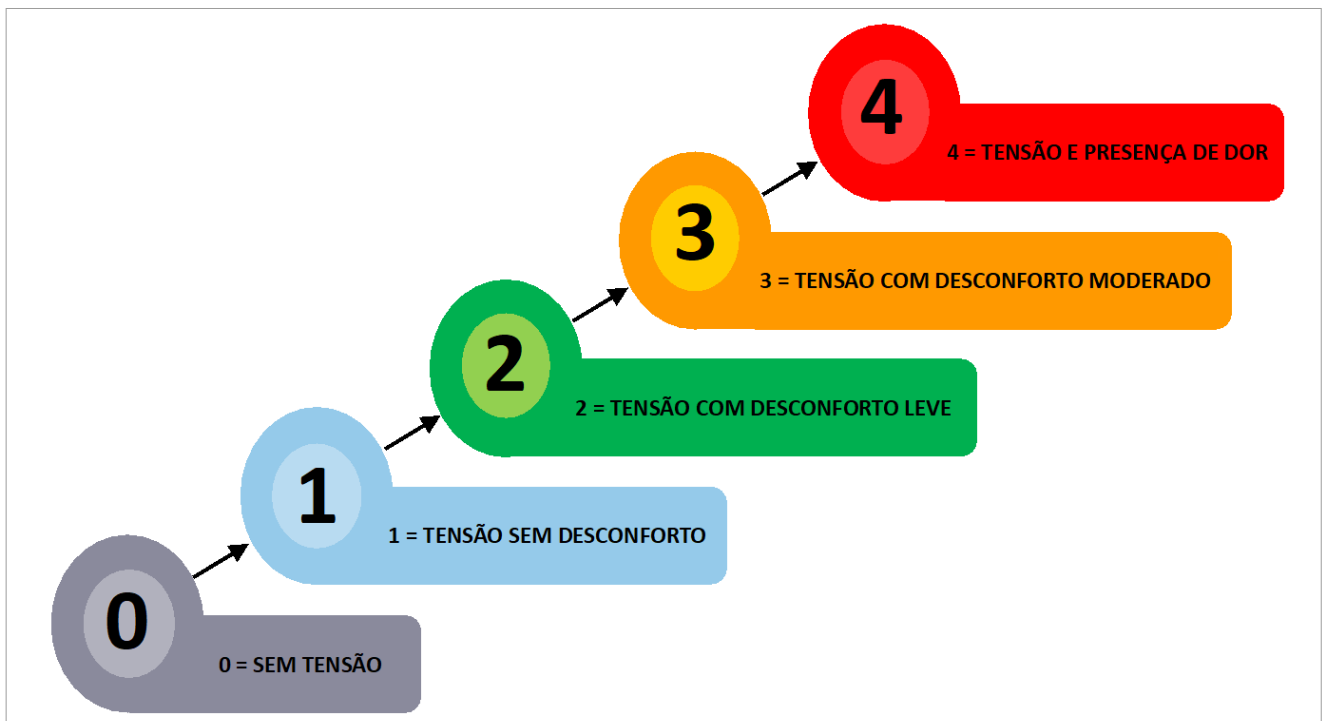 4
4 = TENSÃO E PRESENÇA DE DOR
3
3 = TENSÃO COM DESCONFORTO MODERADO
2
2 = TENSÃO COM DESCONFORTO LEVE
1
1 = TENSÃO SEM DESCONFORTO
0
0 = SEM TENSÃO